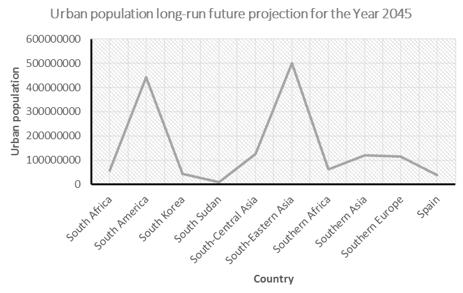 Urban population long-run future projection for the Year 2045
600000000
500000000
400000000
300000000
200000000
100000000
0
Urban population
South Africa
South America
South Korea
South Sudan
South-Central Asia
South-Eastern Asia
Southern Africa
Southern Asia
Southern Europe
Spain
Country